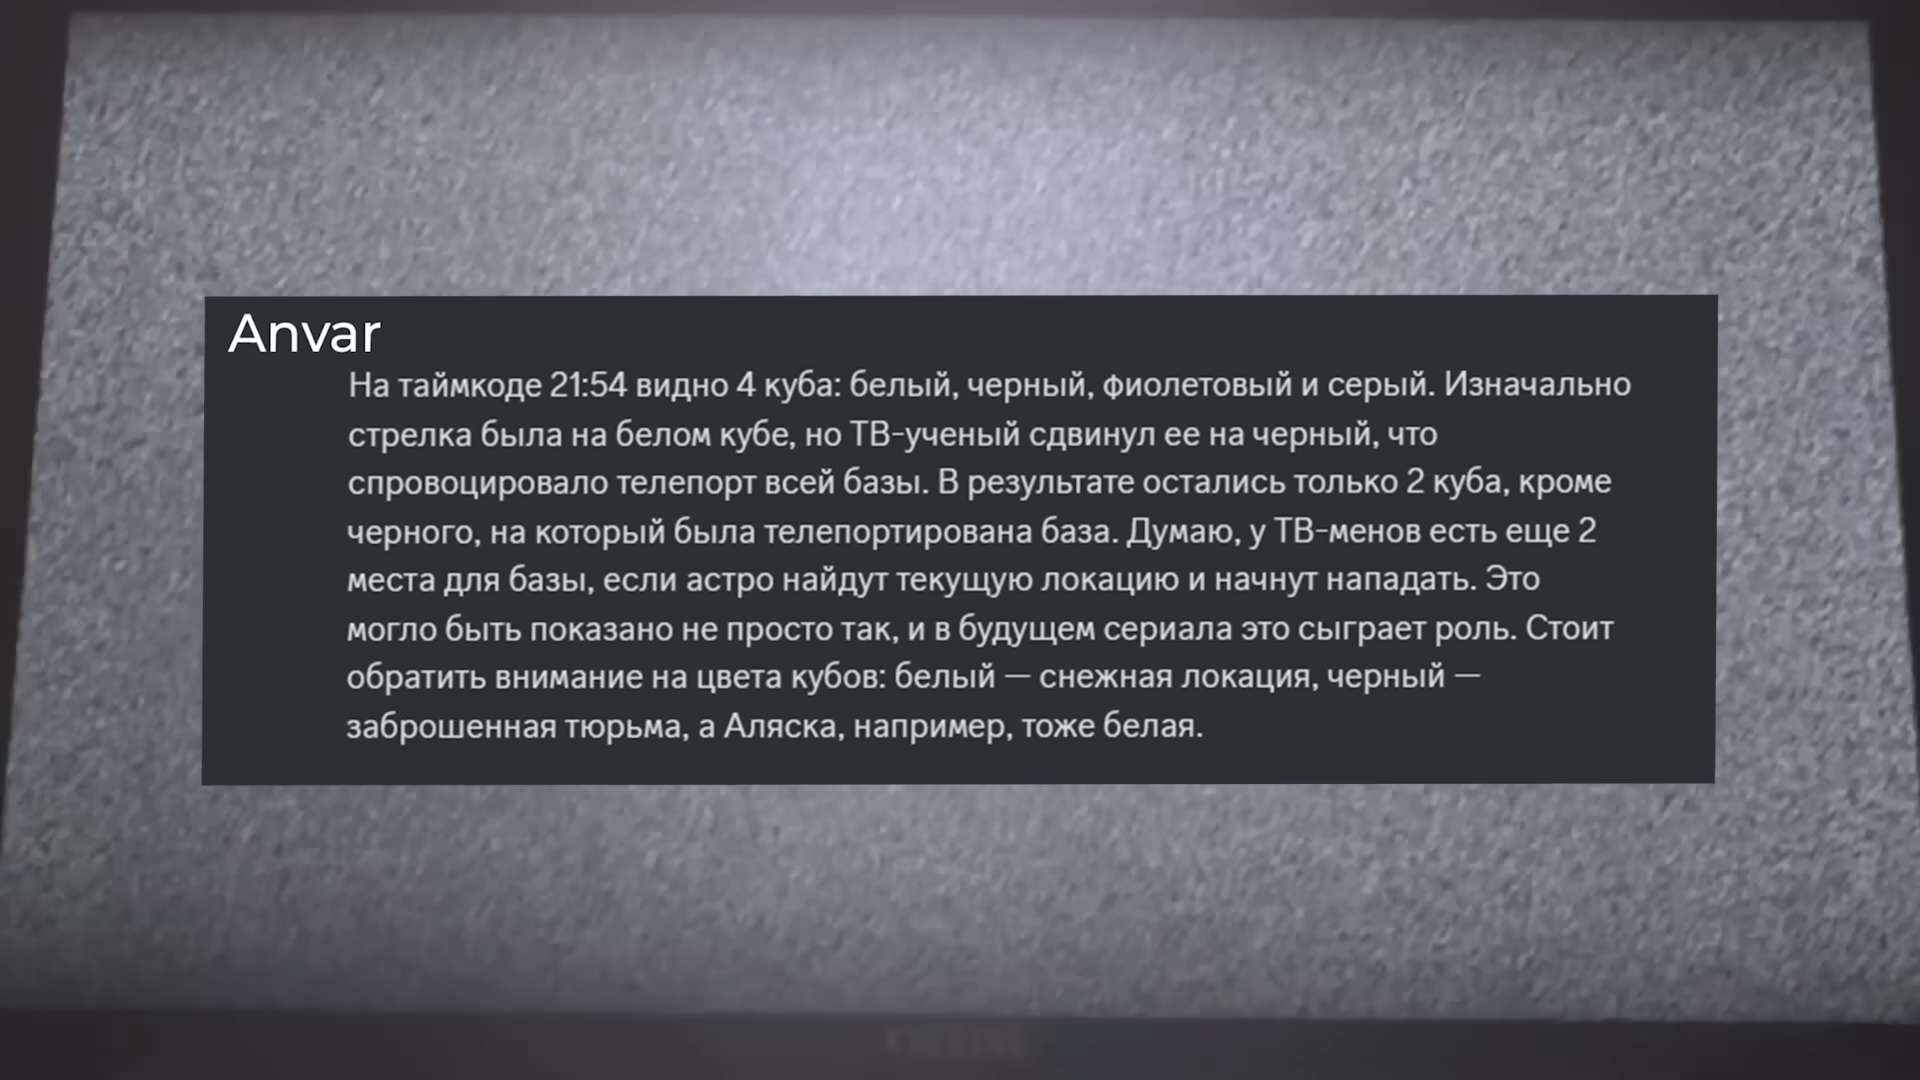 Anvar
На таймкоде 21:54 видно 4 куба: белый, черный, фиолетовый и серый. Изначально
стрелка была на белом кубе, но ТВ-ученый сдвинул ее на черный, что
спровоцировало телепорт всей базы. В результате остались только 2 куба, кроме
черного, на который была телепортирована база. Думаю, у ТВ-менов есть еще 2
места для базы, если астро найдут текущую локацию и начнут нападать. Это
могло быть показано не просто так, и в будущем сериала это сыграет роль. Стоит
обратить внимание на цвета кубов: белый — снежная локация, черный —
заброшенная тюрьма, а Аляска, например, тоже белая.